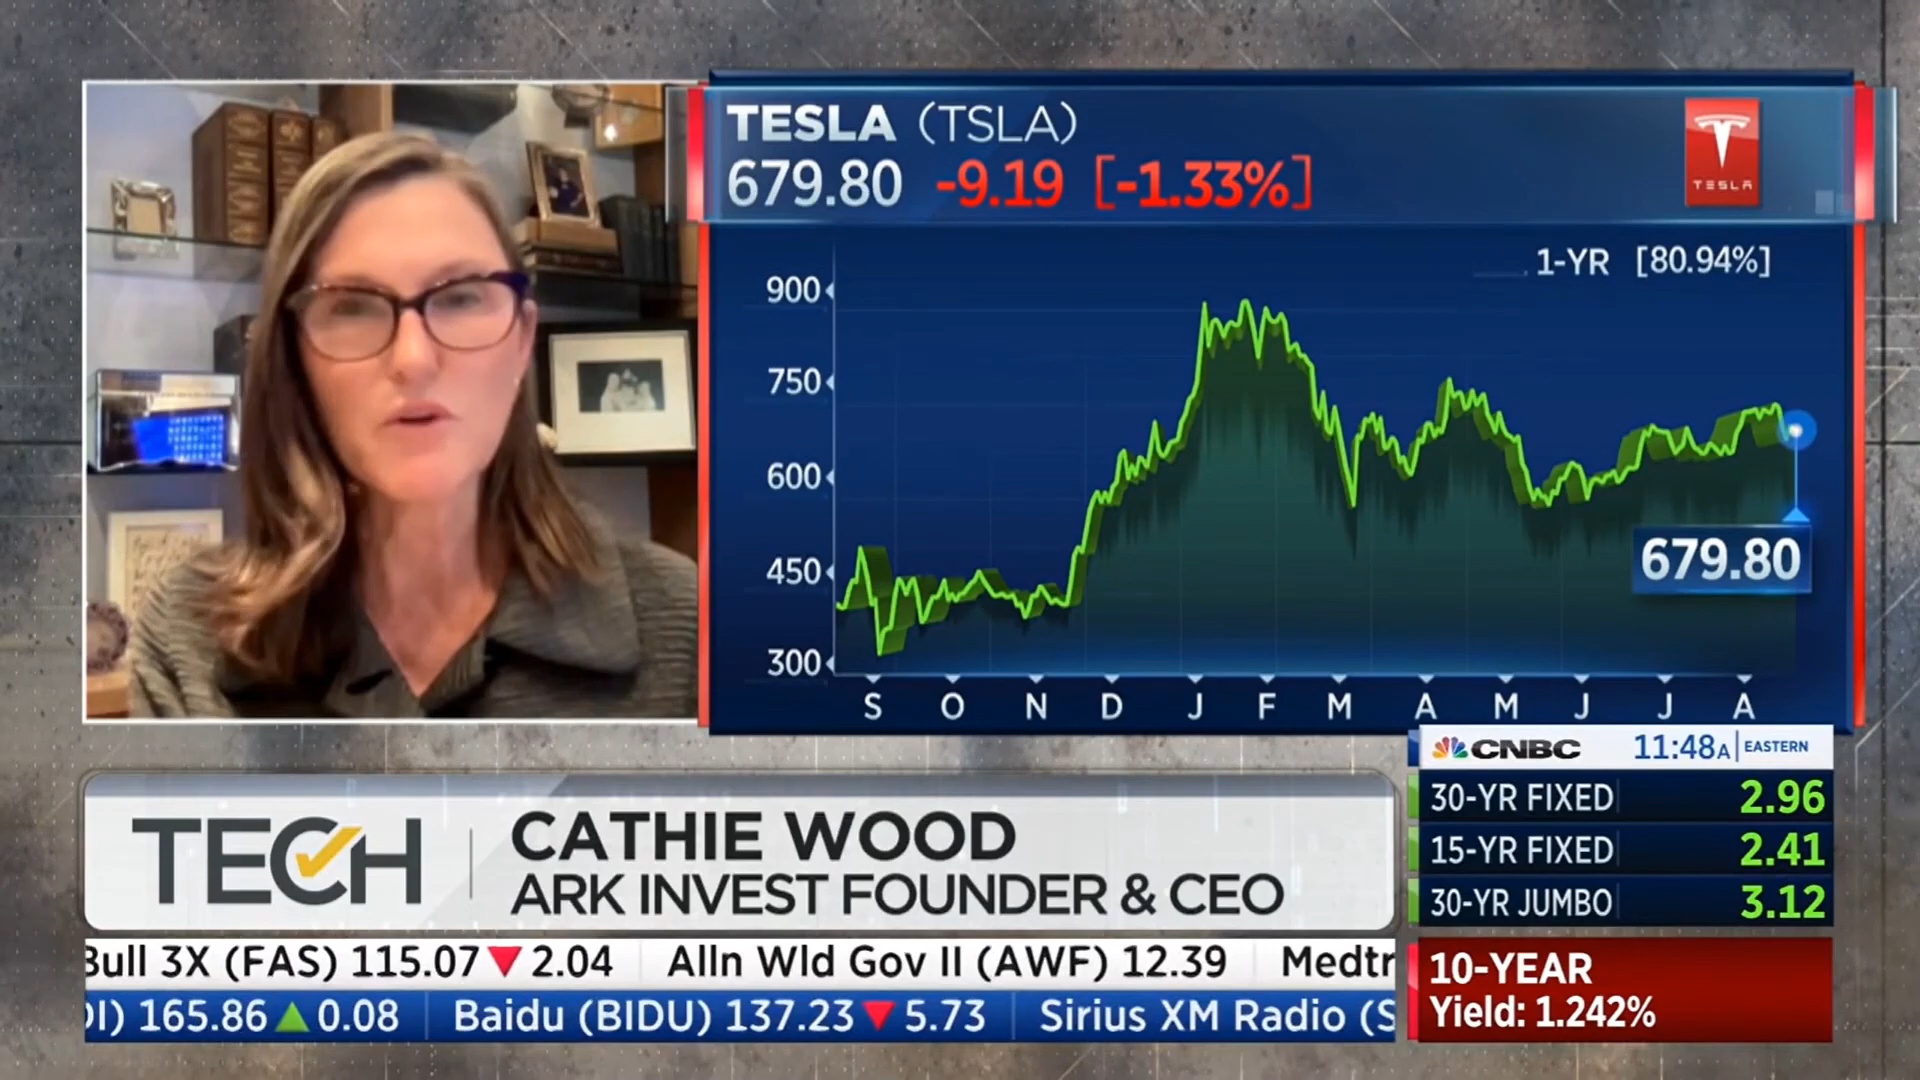 TESLA (TSLA)
679.80 -9.19 [-1.33%]
TESLA
1-YR [80.94%]
900
750
600
450
300
679.80
S O N D J F M A M J J A
CNBC 11:48A EASTERN
30-YR FIXED 2.96
15-YR FIXED 2.41
30-YR JUMBO 3.12
10-YEAR
Yield: 1.242%
TECH
CATHIE WOOD
ARK INVEST FOUNDER & CEO
Bull 3X (FAS) 115.07▼2.04 Alln Wld Gov II (AWF) 12.39 Medtr
DI) 165.86▲0.08 Baidu (BIDU) 137.23▼5.73 Sirius XM Radio (S